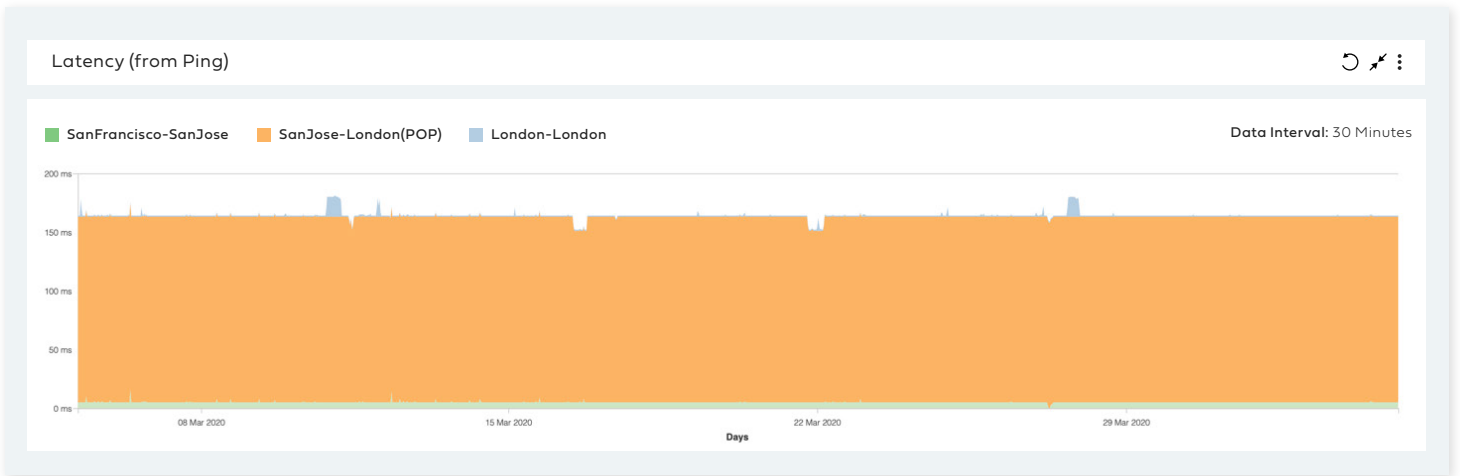 Latency (from Ping)
SanFrancisco-SanJose SanJose-London(POP) London-London Data Interval: 30 Minutes
200 ms
150 ms
100 ms
50 ms
0 ms
08 Mar 2020 15 Mar 2020 22 Mar 2020 29 Mar 2020
Days